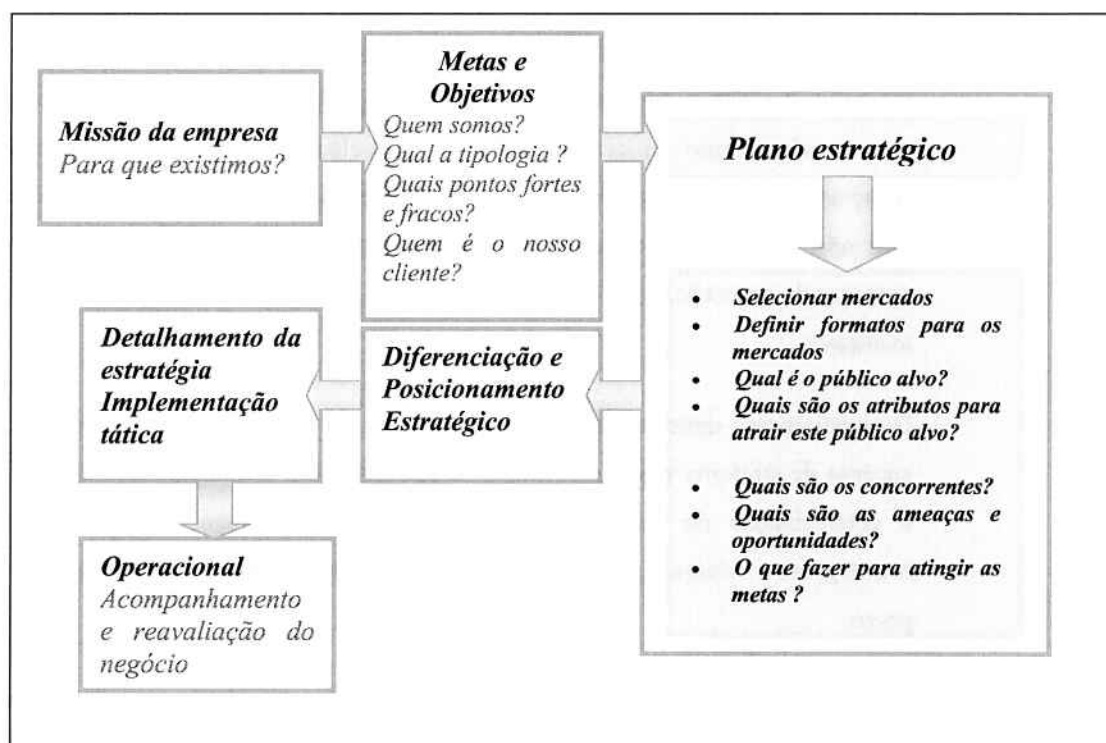 Missão da empresa
Para que existimos?
Metas e
Objetivos
Quem somos?
Qual a tipologia ?
Quais pontos fortes
e fracos?
Quem é o nosso
cliente?
Plano estratégico
• Selecionar mercados
• Definir formatos para os
mercados
• Qual é o público alvo?
• Quais são os atributos para
atrair este público alvo?
• Quais são os concorrentes?
• Quais são as ameaças e
oportunidades?
• O que fazer para atingir as
metas ?
Diferenciação e
Posicionamento
Estratégico
Detalhamento da
estratégia
Implementação
tática
Operacional
Acompanhamento
e reavaliação do
negócio